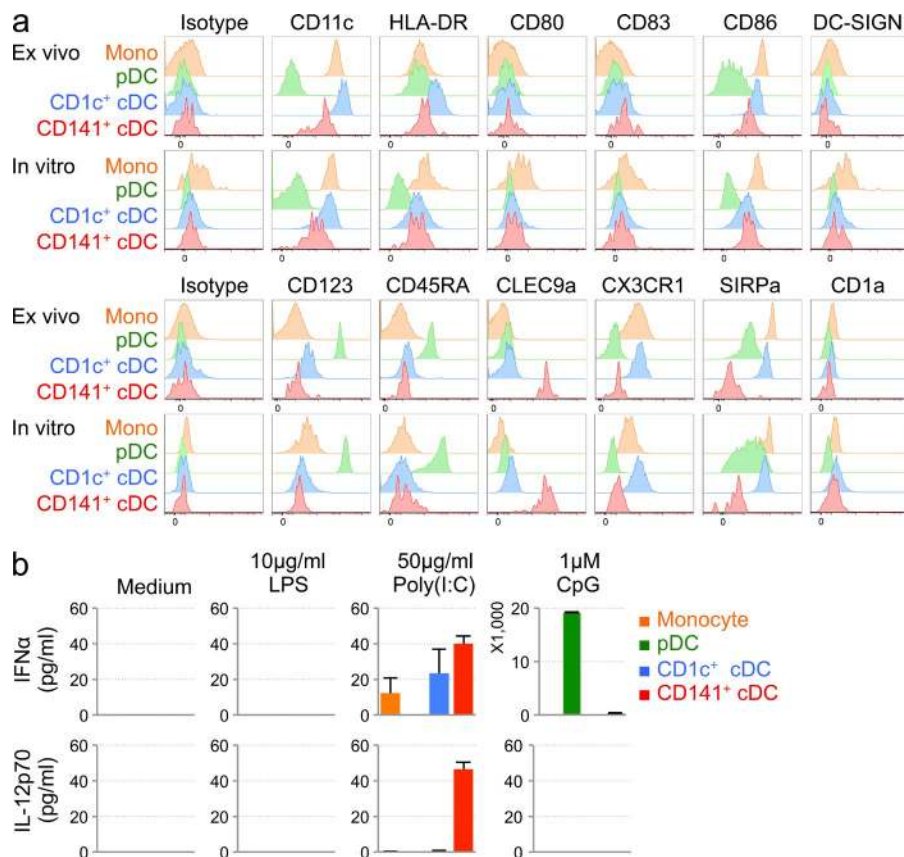 a
Isotype CD11c HLA-DR CD80 CD83 CD86 DC-SIGN
Ex vivo Mono
pDC
CD1c⁺ cDC
CD141⁺ cDC
0 0 0 0 0 0 0
In vitro Mono
pDC
CD1c⁺ cDC
CD141⁺ cDC
0 0 0 0 0 0 0
Isotype CD123 CD45RA CLEC9a CX3CR1 SIRPa CD1a
Ex vivo Mono
pDC
CD1c⁺ cDC
CD141⁺ cDC
0 0 0 0 0 0 0
In vitro Mono
pDC
CD1c⁺ cDC
CD141⁺ cDC
0 0 0 0 0 0 0
b
Medium 10µg/ml LPS 50µg/ml Poly(I:C) 1µM CpG
IFNα (pg/ml)
60 60 60 X1,000 20
40 40 40
20 20 20 10
0 0 0 0
Monocyte
pDC
CD1c⁺ cDC
CD141⁺ cDC
IL-12p70 (pg/ml)
60 60 60 60
40 40 40 40
20 20 20 20
0 0 0 0